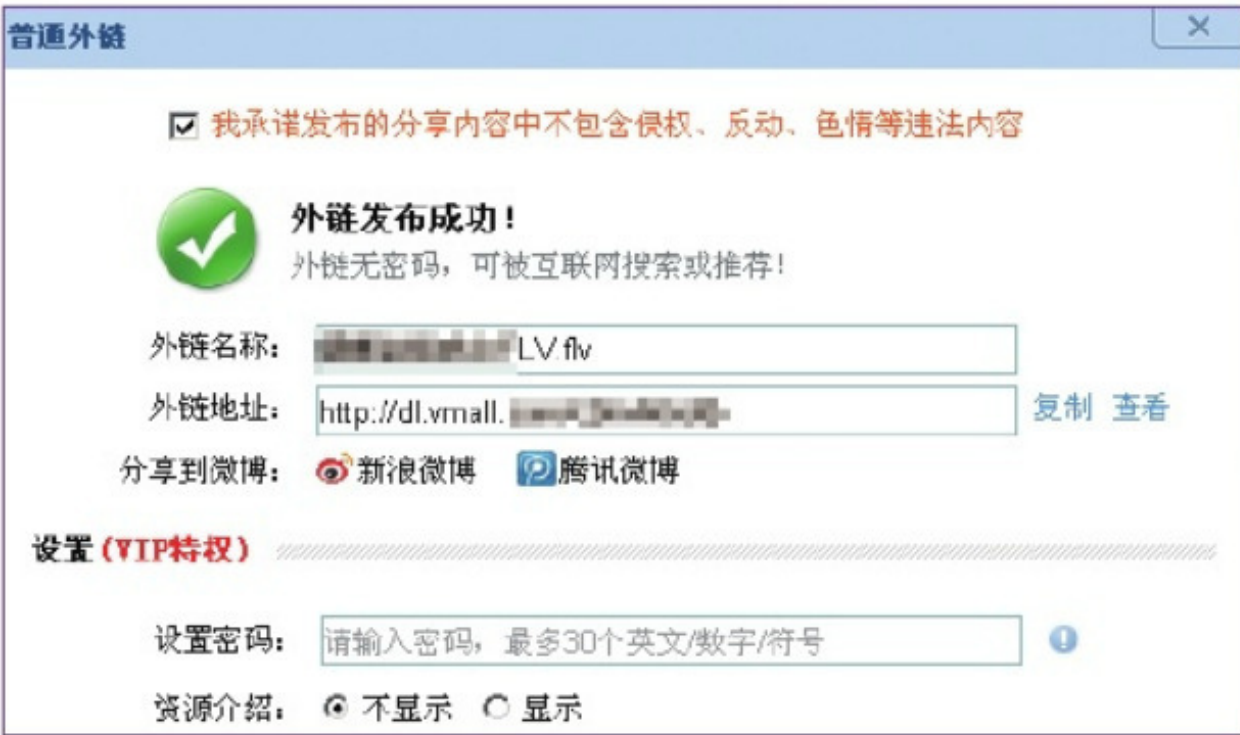 普通外链
我承诺发布的分享内容中不包含侵权、反动、色情等违法内容
外链发布成功！
外链无密码，可被互联网搜索或推荐！
外链名称： LV.flv
外链地址： http://dl.vmall. 复制 查看
分享到微博： 新浪微博 腾讯微博
设置(VIP特权)
设置密码： 请输入密码，最多30个英文/数字/符号
资源介绍： 不显示 显示